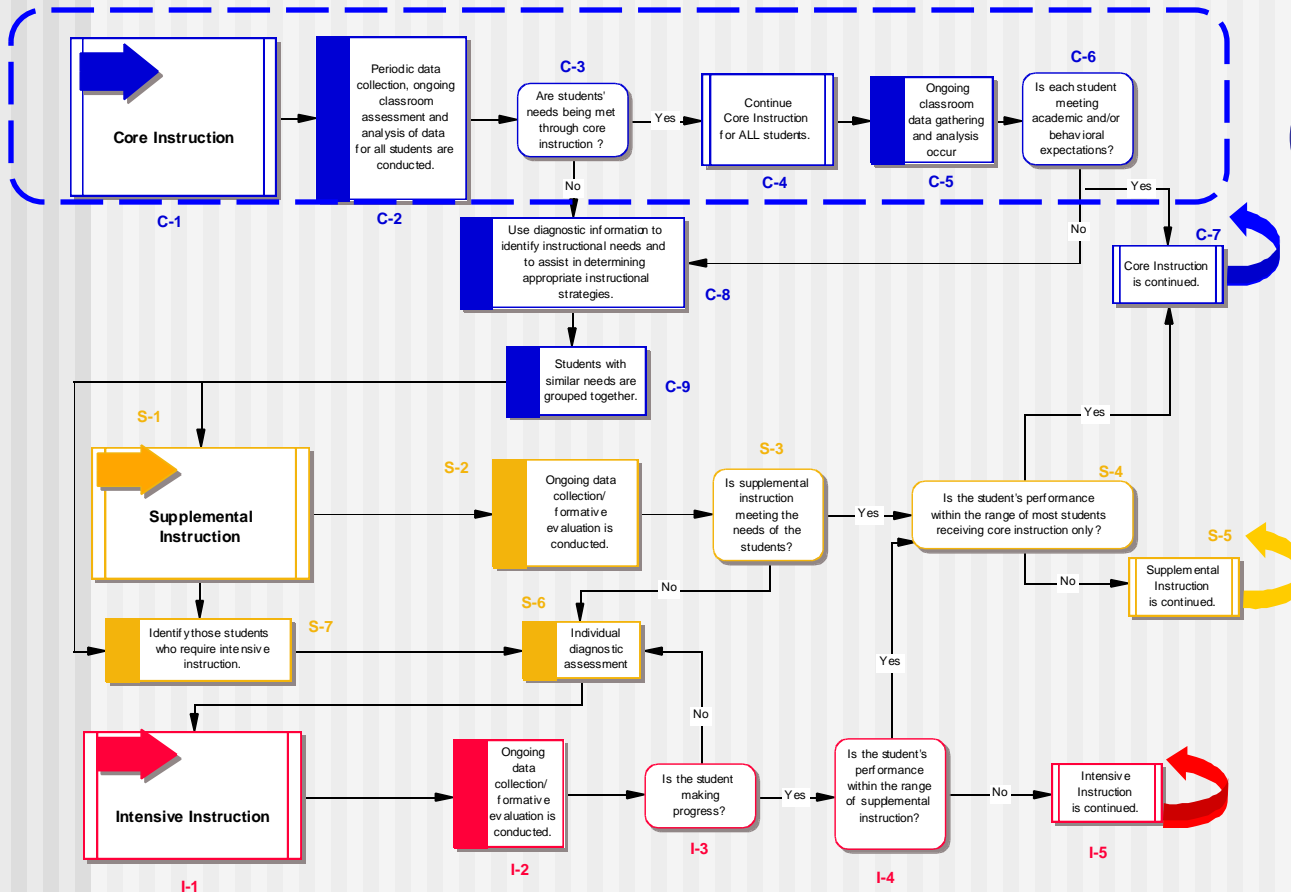 C-3
C-6
Core Instruction
Periodic data
collection, ongoing
classroom
assessment and
analysis of data
for all students are
conducted.
Are students'
needs being met
through core
instruction ?
Yes
Continue
Core Instruction
for ALL students.
Ongoing
classroom
data gathering
and analysis
occur
Is each student
meeting
academic and/or
behavioral
expectations?
No
Yes
C-1
C-2
C-4
C-5
No
Use diagnostic information to
identify instructional needs and
to assist in determining
appropriate instructional
strategies.
C-8
C-7
Core Instruction
is continued.
Students with
similar needs are
grouped together.
C-9
Yes
S-1
S-2
S-3
S-4
Supplemental
Instruction
Ongoing data
collection/
formative
evaluation is
conducted.
Is supplemental
instruction
meeting the
needs of the
students?
Yes
Is the student's performance
within the range of most students
receiving core instruction only?
S-5
No
Supplemental
Instruction
is continued.
No
S-6
S-7
Identify those students
who require intensive
instruction.
Individual
diagnostic
assessment
Yes
No
Intensive Instruction
Ongoing
data
collection/
formative
evaluation is
conducted.
Is the student
making
progress?
Yes
Is the student's
performance
within the range
of supplemental
instruction?
No
Intensive
Instruction
is continued.
I-1
I-2
I-3
I-4
I-5